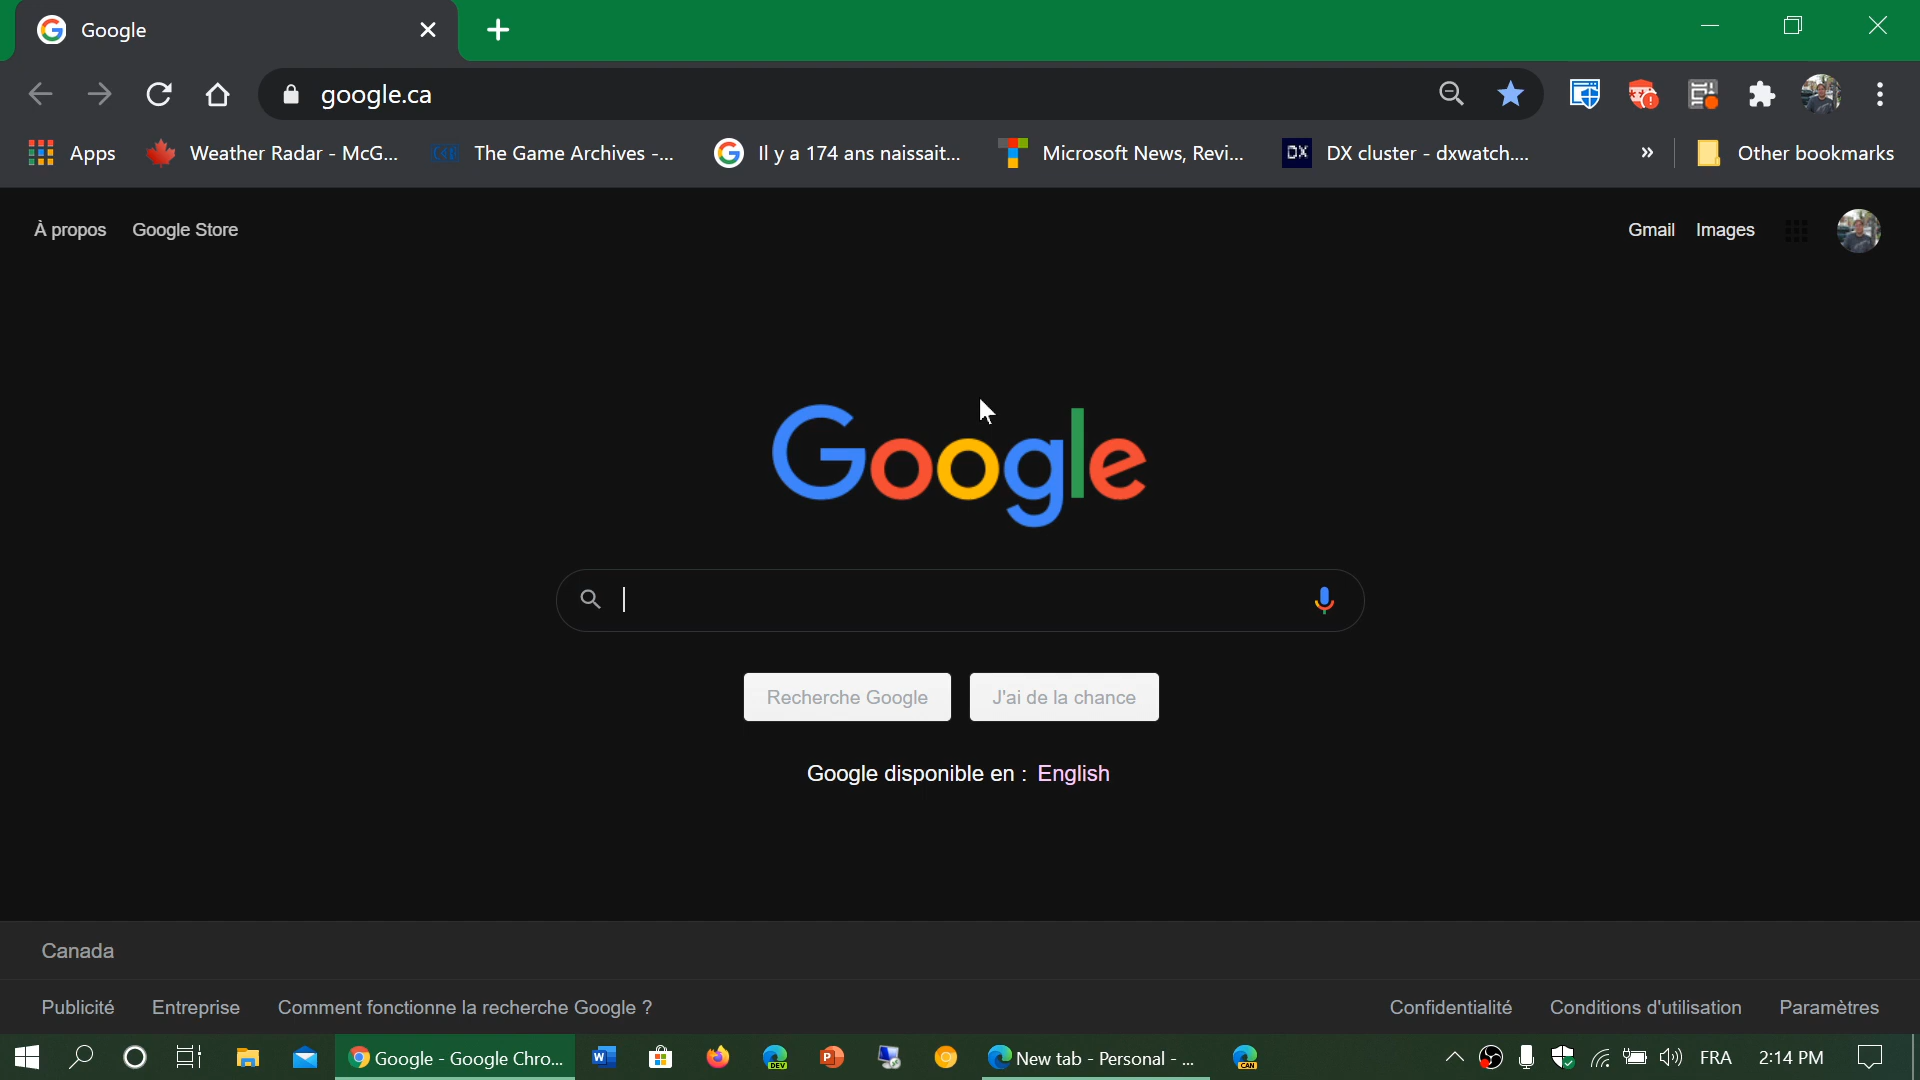 Google
google.ca
Apps
Weather Radar - McG...
The Game Archives -...
Il y a 174 ans naissait...
Microsoft News, Revi...
DX
DX cluster - dxwatch....
»
Other bookmarks
À propos
Google Store
Gmail
Images
Google
Recherche Google
J'ai de la chance
Google disponible en : English
Canada
Publicité
Entreprise
Comment fonctionne la recherche Google ?
Confidentialité
Conditions d'utilisation
Paramètres
Google - Google Chro...
W
DEV
P
New tab - Personal - ...
CAN
FRA
2:14 PM